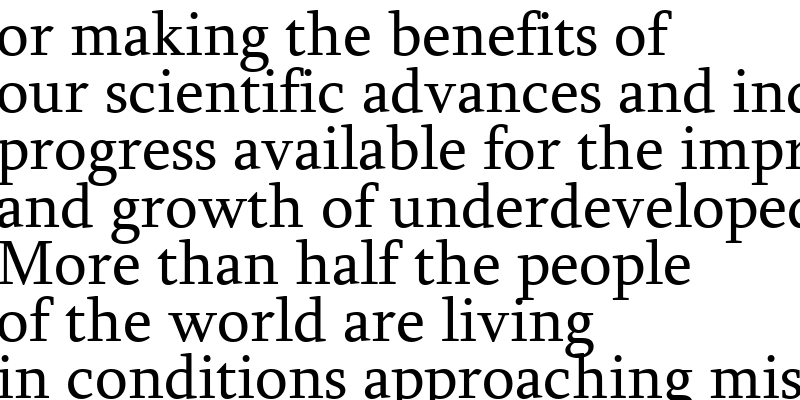 or making the benefits of
our scientific advances and
progress available for the impr
and growth of underdeveloped
More than half the people
of the world are living
in conditions approaching mis